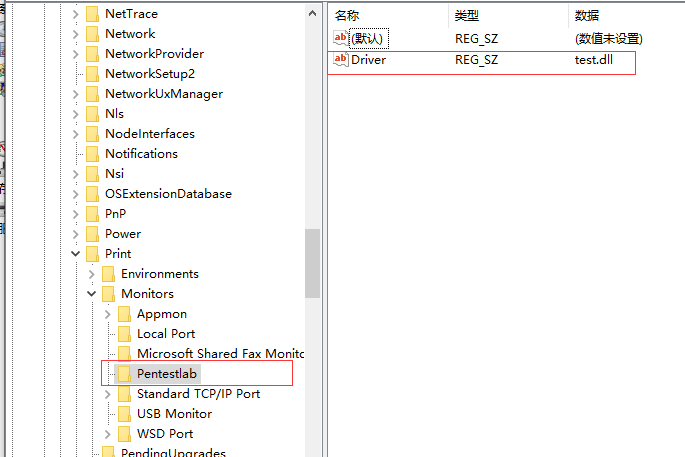 NetTrace
Network
NetworkProvider
NetworkSetup2
NetworkUxManager
Nls
NodeInterfaces
Notifications
Nsi
OSExtensionDatabase
PnP
Power
Print
Environments
Monitors
Appmon
Local Port
Microsoft Shared Fax Monito
Pentestlab
Standard TCP/IP Port
USB Monitor
WSD Port
PendingUpgrades
名称 类型 数据
(默认) REG_SZ (数值未设置)
Driver REG_SZ test.dll